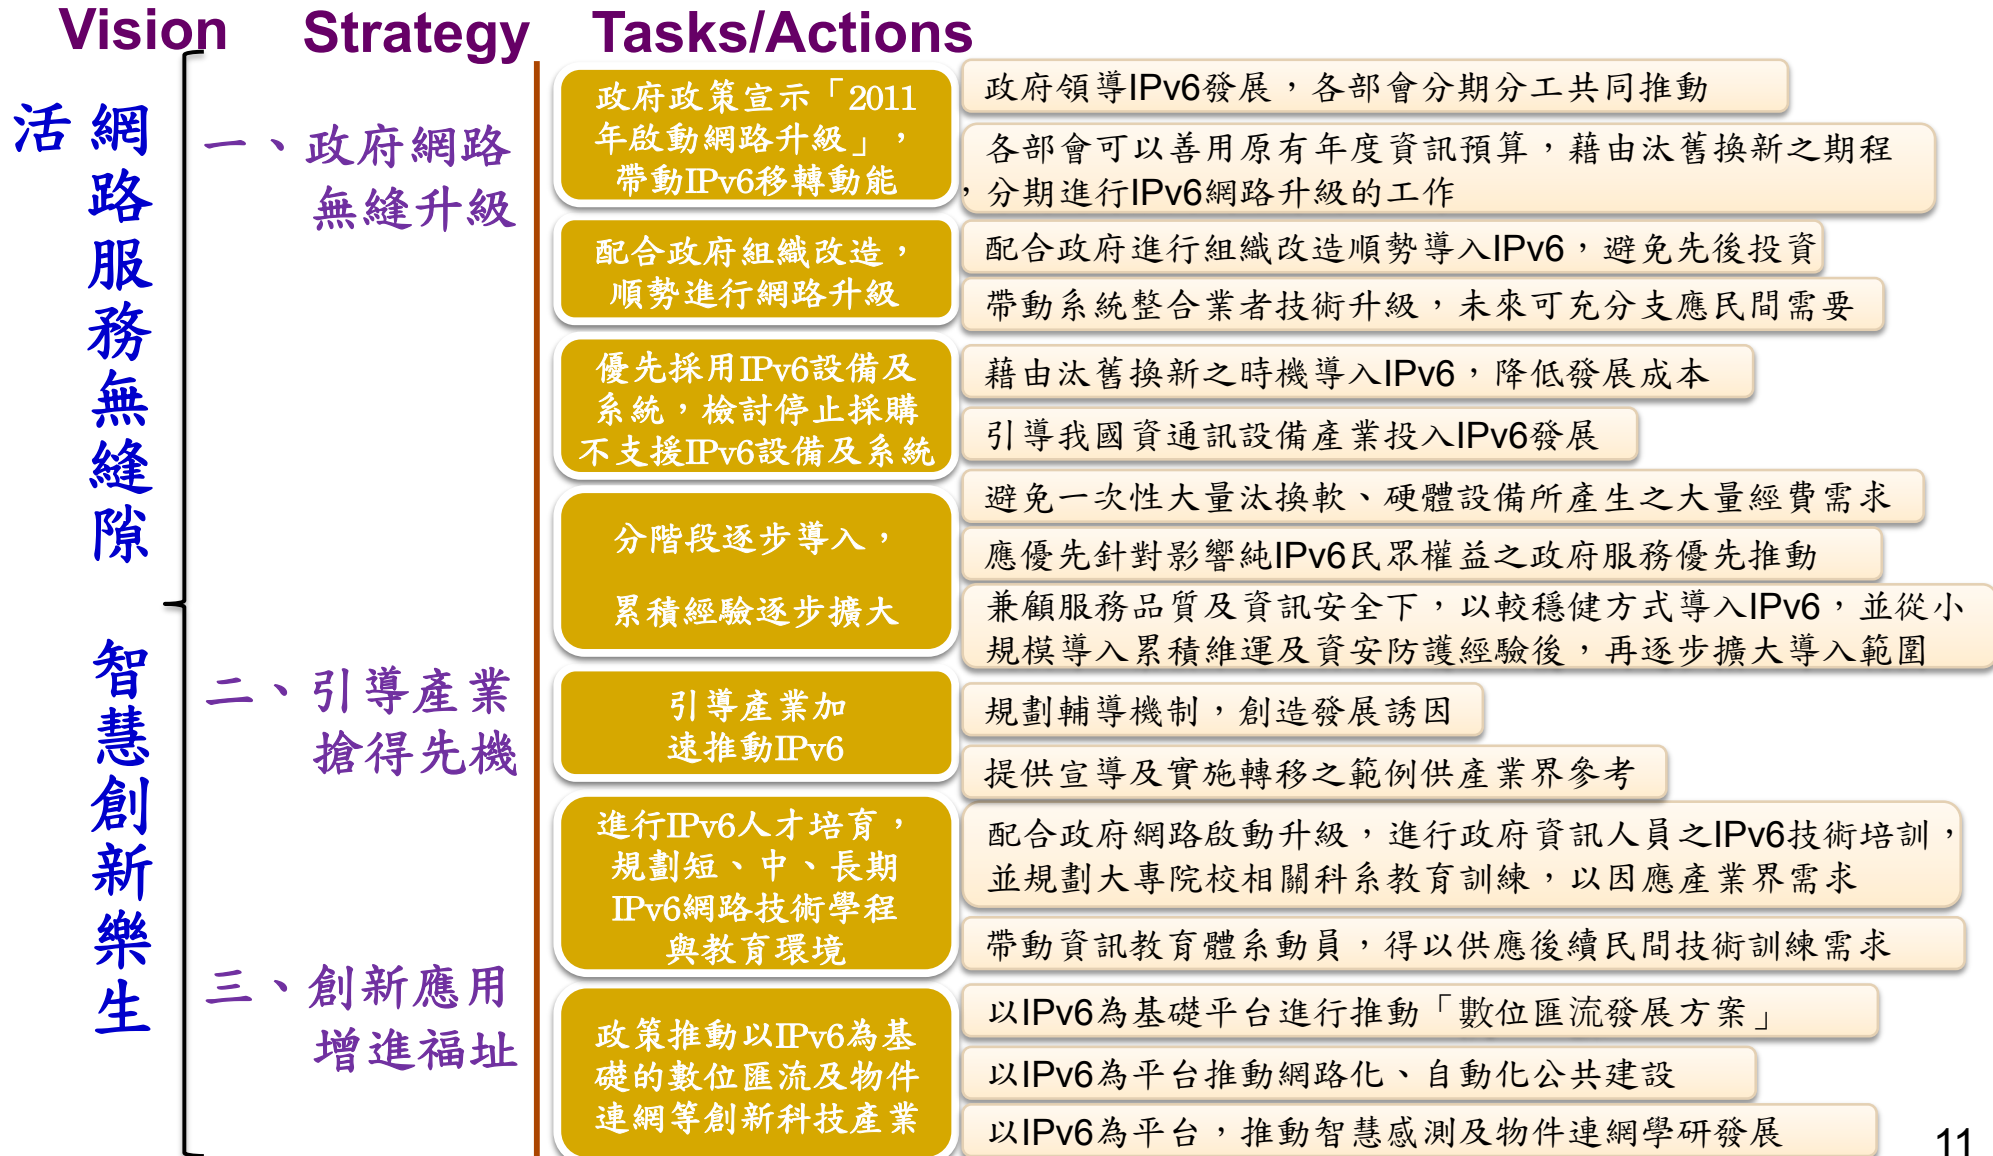 Vision Strategy Tasks/Actions
網路服務無縫隙 智慧創新樂生
活
一、政府網路
無縫升級
二、引導產業
搶得先機
三、創新應用
增進福址
政府政策宣示「2011
年啟動網路升級」，
帶動IPv6移轉動能
政府領導IPv6發展，各部會分期分工共同推動
各部會可以善用原有年度資訊預算，藉由汰舊換新之期程
，分期進行IPv6網路升級的工作
配合政府組織改造，
順勢進行網路升級
配合政府進行組織改造順勢導入IPv6，避免先後投資
帶動系統整合業者技術升級，未來可充分支應民間需要
優先採用IPv6設備及
系統，檢討停止採購
不支援IPv6設備及系統
藉由汰舊換新之時機導入IPv6，降低發展成本
引導我國資通訊設備產業投入IPv6發展
分階段逐步導入，
累積經驗逐步擴大
避免一次性大量汰換軟、硬體設備所產生之大量經費需求
應優先針對影響純IPv6民眾權益之政府服務優先推動
兼顧服務品質及資訊安全下，以較穩健方式導入IPv6，並從小
規模導入累積維運及資安防護經驗後，再逐步擴大導入範圍
引導產業加
速推動IPv6
規劃輔導機制，創造發展誘因
提供宣導及實施轉移之範例供產業界參考
進行IPv6人才培育，
規劃短、中、長期
IPv6網路技術學程
與教育環境
配合政府網路啟動升級，進行政府資訊人員之IPv6技術培訓，
並規劃大專院校相關科系教育訓練，以因應產業界需求
帶動資訊教育體系動員，得以供應後續民間技術訓練需求
政策推動以IPv6為基
礎的數位匯流及物件
連網等創新科技產業
以IPv6為基礎平台進行推動「數位匯流發展方案」
以IPv6為平台推動網路化、自動化公共建設
以IPv6為平台，推動智慧感測及物件連網學研發展
11